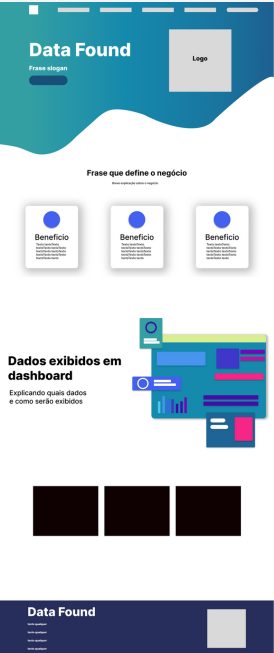 Data Found
Frase slogan
Logo
Frase que define o negócio
Breve explicação sobre o negócio
Benefício
Benefício
Benefício
Dados exibidos em
dashboard
Explicando quais dados
e como serão exibidos
Data Found
texto qualquer
texto qualquer
texto qualquer
texto qualquer